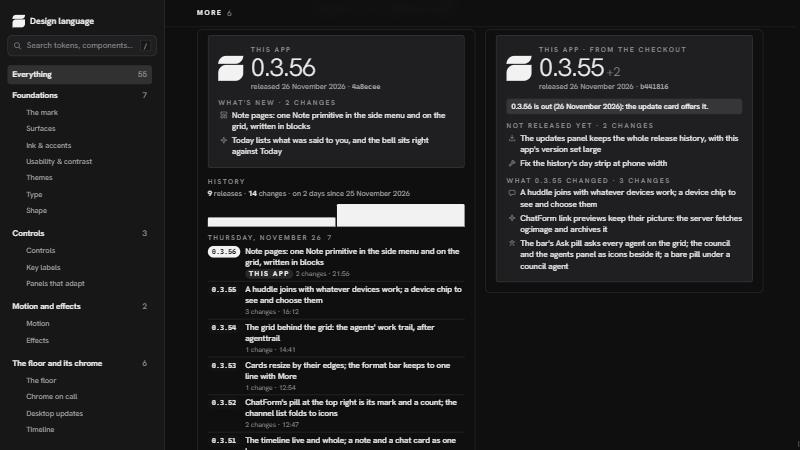 Design language
Search tokens, components... /
Everything 55
Foundations 7
The mark
Surfaces
Ink & accents
Usability & contrast
Themes
Type
Shape
Controls 3
Controls
Key labels
Panels that adapt
Motion and effects 2
Motion
Effects
The floor and its chrome 6
The floor
Chrome on call
Desktop updates
Timeline
MORE 6
THIS APP
0.3.56
released 26 November 2026 · 4a8ecee
WHAT'S NEW · 2 CHANGES
Note pages: one Note primitive in the side menu and on the
grid, written in blocks
Today lists what was said to you, and the bell sits right
against Today
HISTORY
9 releases · 14 changes · on 2 days since 25 November 2026
THURSDAY, NOVEMBER 26 7
0.3.56 Note pages: one Note primitive in the side menu and on the
grid, written in blocks
THIS APP 2 changes · 21:56
0.3.55 A huddle joins with whatever devices work; a device chip to
see and choose them
3 changes · 16:12
0.3.54 The grid behind the grid: the agents' work trail, after
agenttrail
1 change · 14:41
0.3.53 Cards resize by their edges; the format bar keeps to one
line with More
1 change · 12:54
0.3.52 ChatForm's pill at the top right is its mark and a count; the
channel list folds to icons
2 changes · 12:47
0.3.51 The timeline live and whole; a note and a chat card as one
THIS APP · FROM THE CHECKOUT
0.3.55 +2
released 26 November 2026 · b441816
0.3.56 is out (26 November 2026): the update card offers it.
NOT RELEASED YET · 2 CHANGES
The updates panel keeps the whole release history, with this
app's version set large
Fix the history's day strip at phone width
WHAT 0.3.55 CHANGED · 3 CHANGES
A huddle joins with whatever devices work; a device chip to
see and choose them
ChatForm link previews keep their picture: the server fetches
og:image and archives it
The bar's Ask pill asks every agent on the grid; the council
and the agents panel as icons beside it; a bare pill under a
council agent